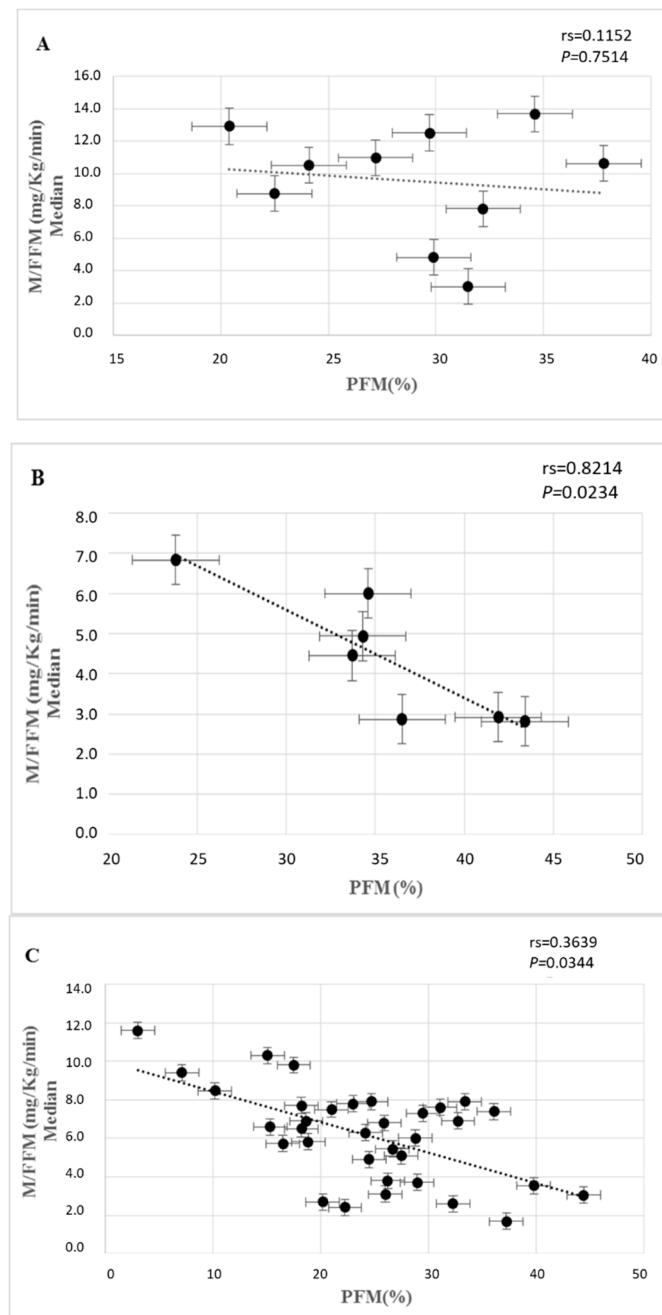 A
rs=0.1152
P=0.7514
M/FFM (mg/Kg/min)
Median
16.0
14.0
12.0
10.0
8.0
6.0
4.0
2.0
0.0
15 20 25 30 35 40
PFM(%)
B
rs=0.8214
P=0.0234
M/FFM (mg/Kg/min)
Median
8.0
7.0
6.0
5.0
4.0
3.0
2.0
1.0
0.0
20 25 30 35 40 45 50
PFM(%)
C
rs=0.3639
P=0.0344
M/FFM (mg/Kg/min)
Median
14.0
12.0
10.0
8.0
6.0
4.0
2.0
0.0
0 10 20 30 40 50
PFM(%)